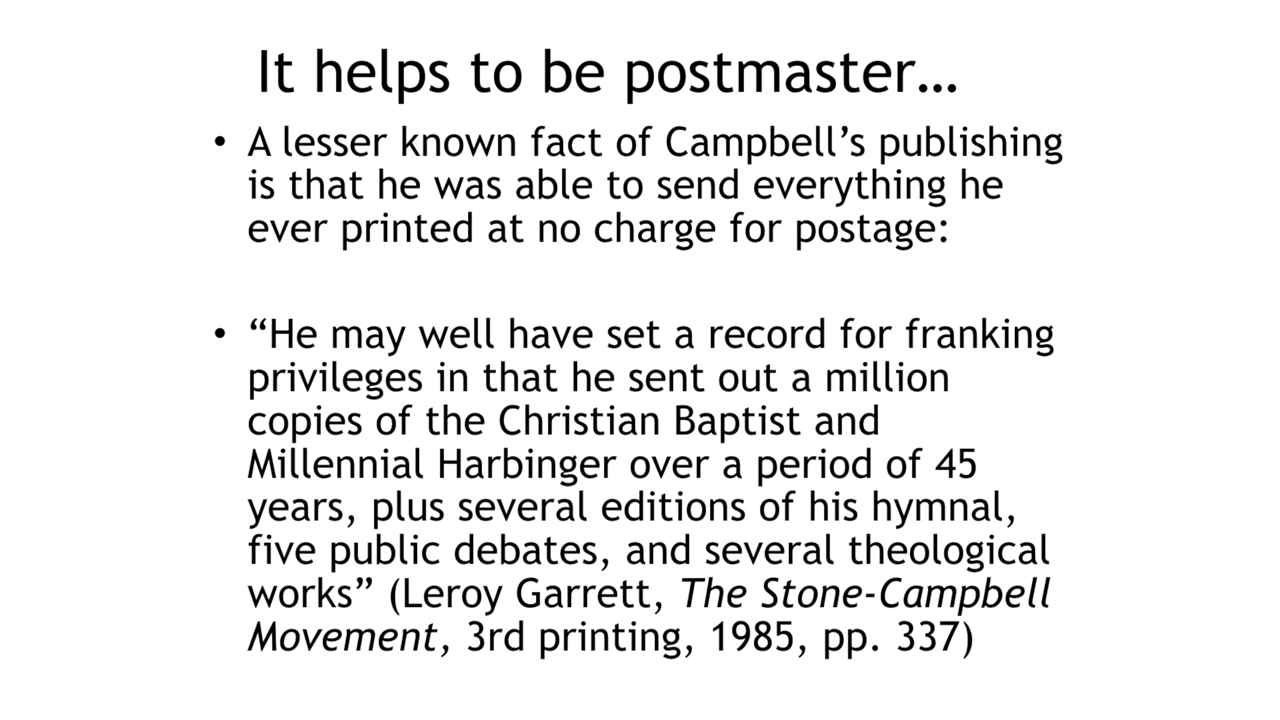 It helps to be postmaster…
• A lesser known fact of Campbell’s publishing
is that he was able to send everything he
ever printed at no charge for postage:
• “He may well have set a record for franking
privileges in that he sent out a million
copies of the Christian Baptist and
Millennial Harbinger over a period of 45
years, plus several editions of his hymnal,
five public debates, and several theological
works” (Leroy Garrett, The Stone-Campbell
Movement, 3rd printing, 1985, pp. 337)